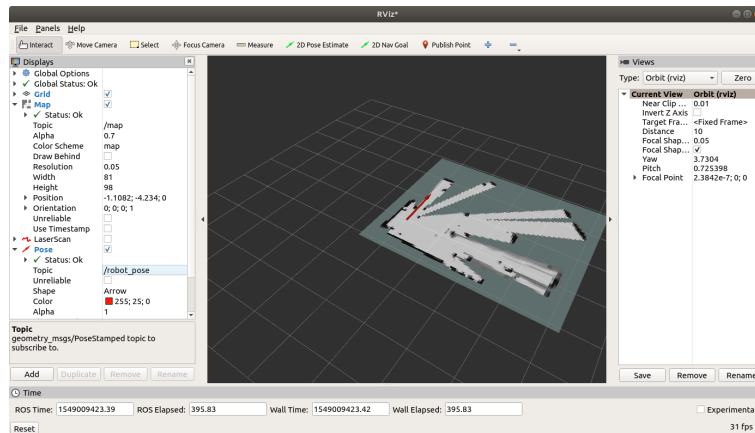 RViz*
File Panels Help
Interact Move Camera Select Focus Camera Measure 2D Pose Estimate 2D Nav Goal Publish Point
Displays
Global Options
Global Status: Ok
Grid
Map
Status: Ok
Topic /map
Alpha 0.7
Color Scheme map
Draw Behind
Resolution 0.05
Width 81
Height 98
Position -1.1082; -4.234; 0
Orientation 0; 0; 0; 1
Unreliable
Use Timestamp
LaserScan
Pose
Status: Ok
Topic /robot_pose
Unreliable
Shape Arrow
Color 255; 25; 0
Alpha 1
Topic
geometry_msgs/PoseStamped topic to
subscribe to.
Add Duplicate Remove Rename
Views
Type: Orbit (rviz) Zero
Current View Orbit (rviz)
Near Clip ... 0.01
Invert Z Axis
Target Fra... <Fixed Frame>
Distance 10
Focal Shap... 0.05
Focal Shap...
Yaw 3.7304
Pitch 0.725398
Focal Point 2.3842e-7; 0; 0
Save Remove Rename
Time
ROS Time: 1549009423.39 ROS Elapsed: 395.83 Wall Time: 1549009423.42 Wall Elapsed: 395.83 Experimenta
Reset 31 fps